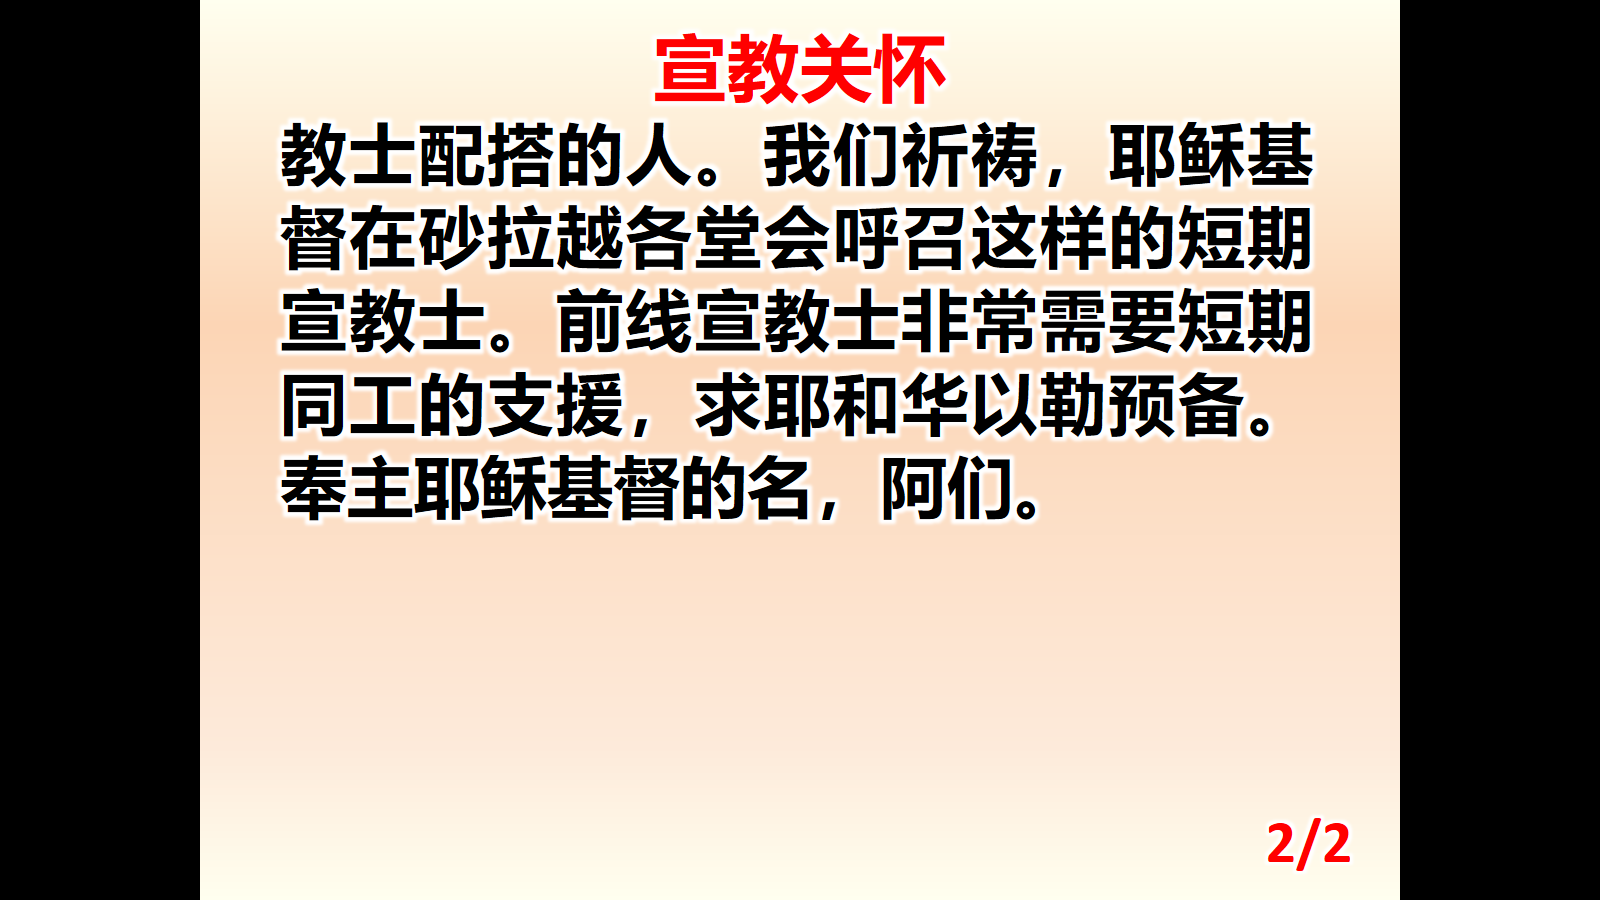 宣教关怀
教士配搭的人。我们祈祷，耶稣基
督在砂拉越各堂会呼召这样的短期
宣教士。前线宣教士非常需要短期
同工的支援，求耶和华以勒预备。
奉主耶稣基督的名，阿们。
2/2